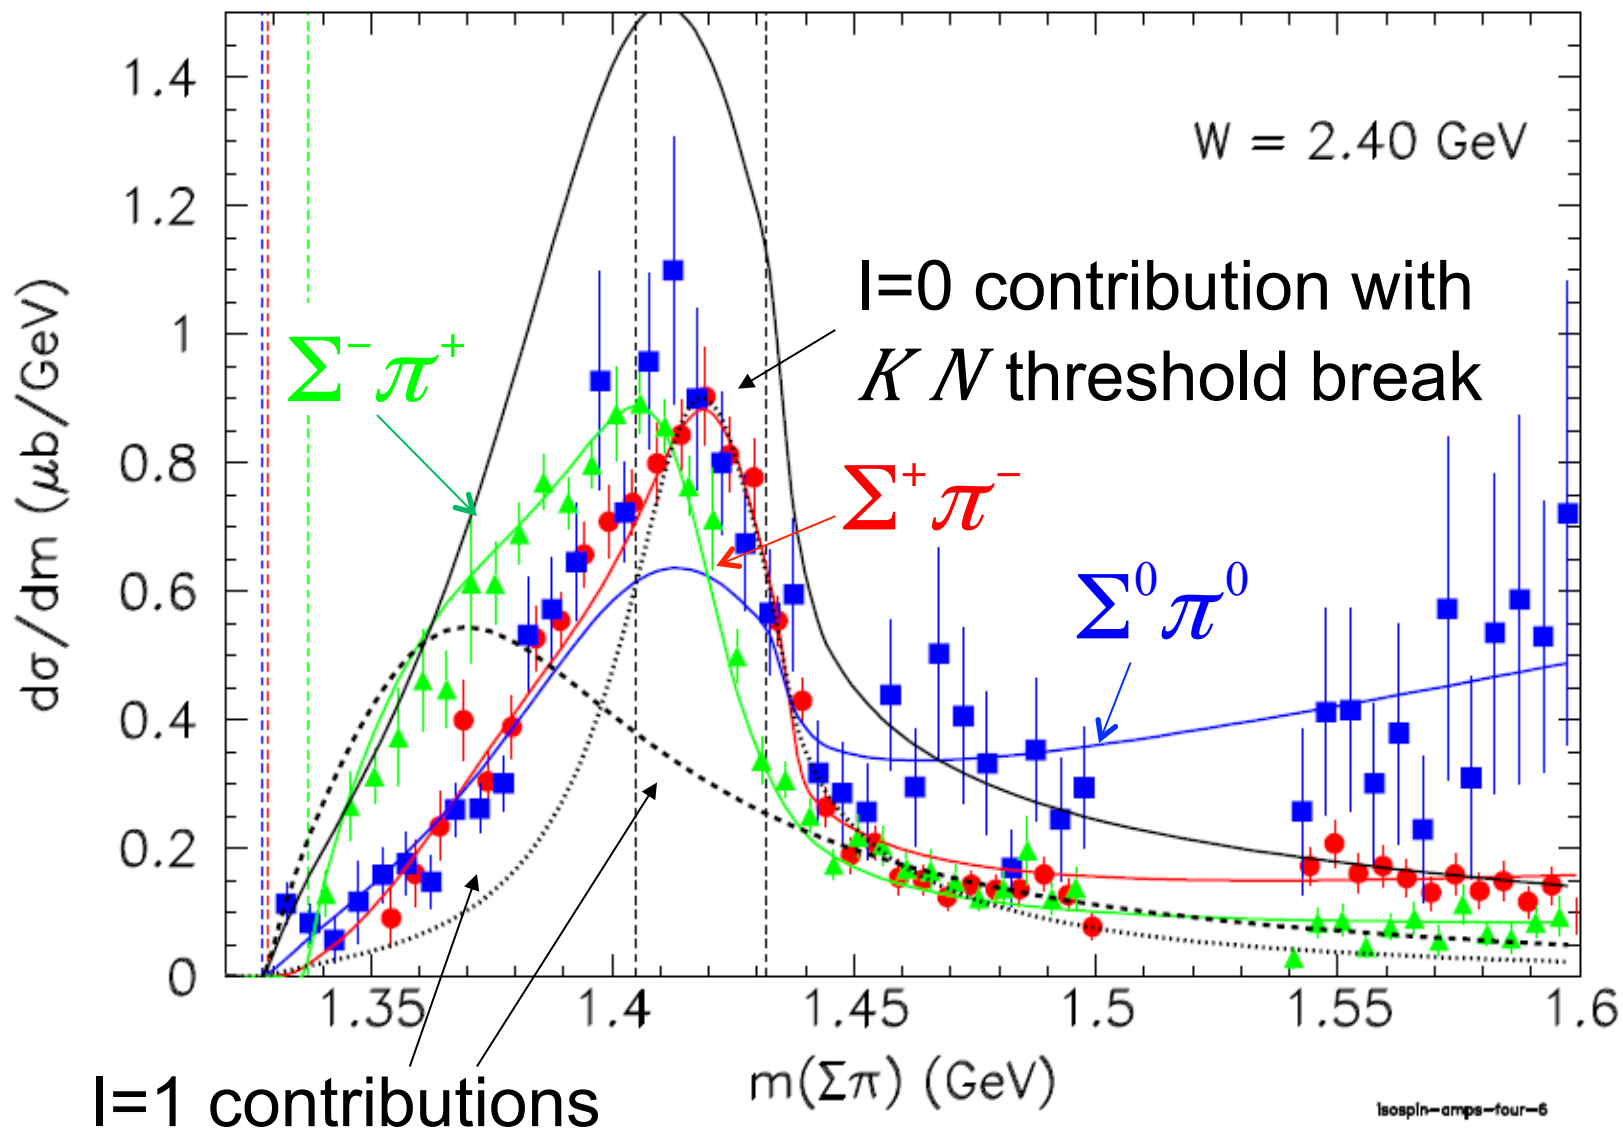 1.4
W = 2.40 GeV
1.2
I=0 contribution with
K N threshold break
1
Σ⁻ π⁺
0.8
Σ⁺ π⁻
0.6
Σ⁰ π⁰
0.4
0.2
0
dσ/dm (μb/GeV)
1.35
1.4
1.45
1.5
1.55
1.6
m(Σπ) (GeV)
I=1 contributions
isospin-amps-four-6